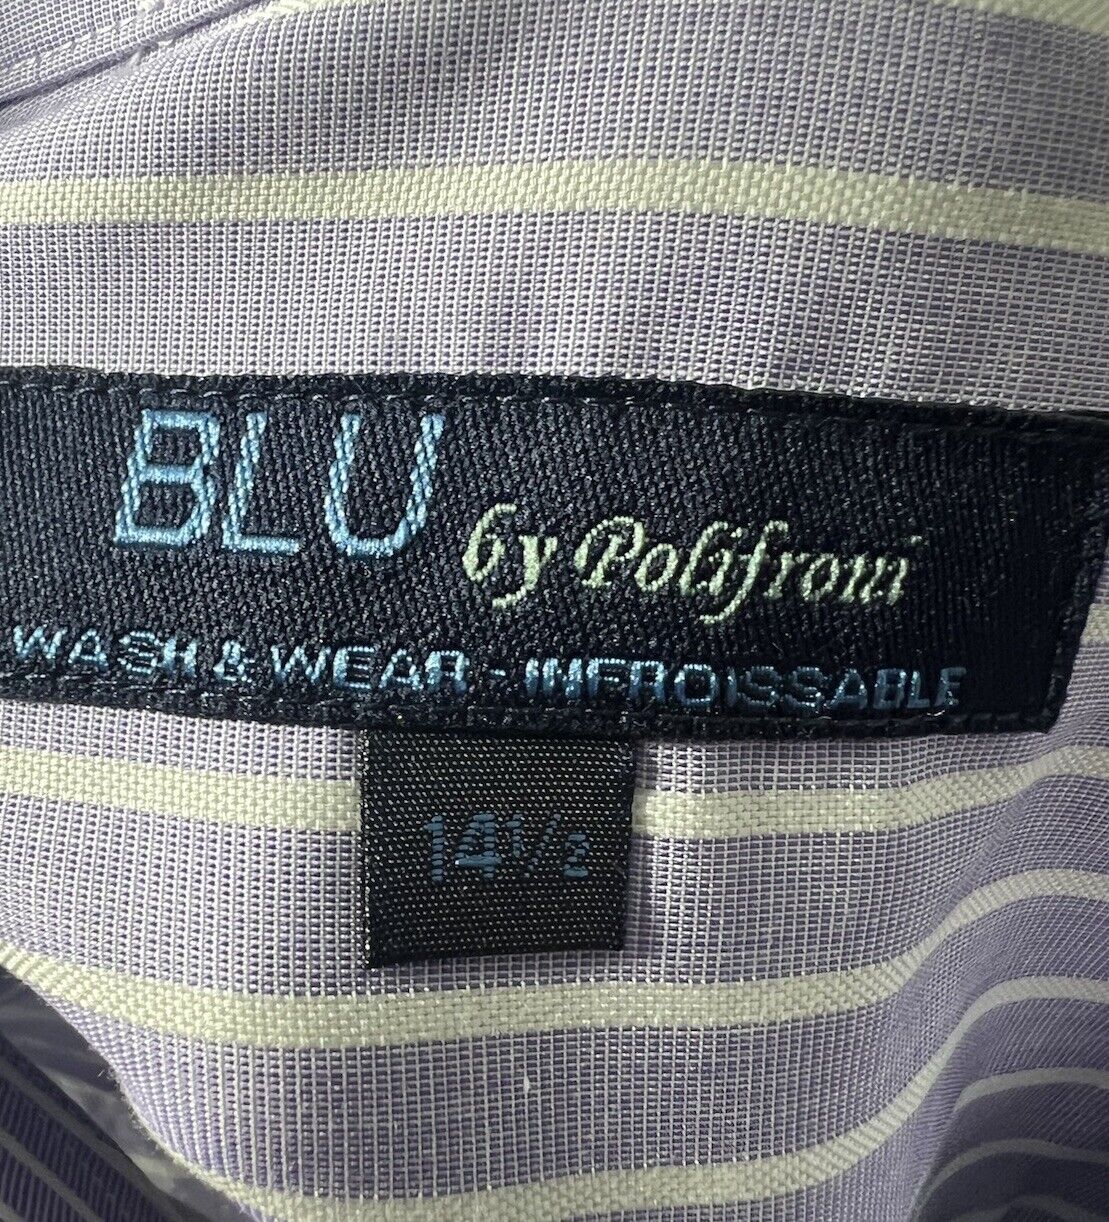 BLU by Polifroni
WASH & WEAR - INFROISSABLE
14½